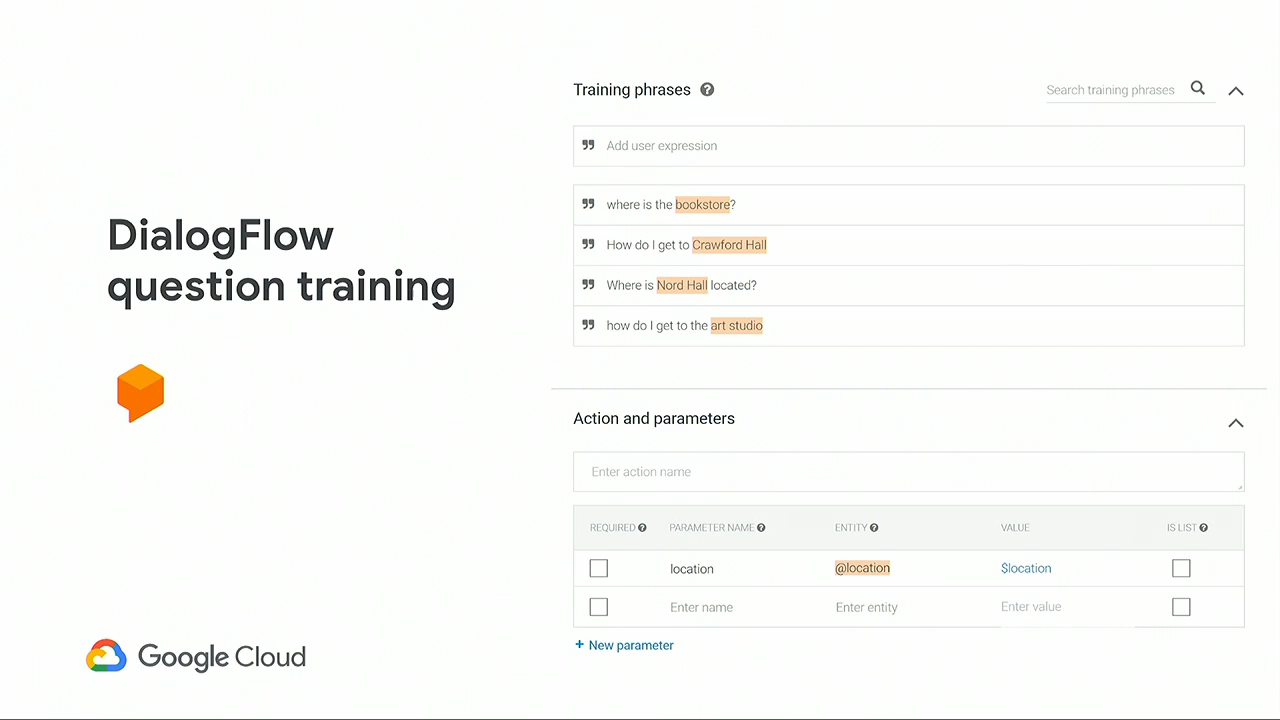 DialogFlow
question training
Google Cloud
Training phrases
Search training phrases
Add user expression
where is the bookstore?
How do I get to Crawford Hall
Where is Nord Hall located?
how do I get to the art studio
Action and parameters
Enter action name
REQUIRED PARAMETER NAME ENTITY VALUE IS LIST
location @location $location
Enter name Enter entity Enter value
+ New parameter